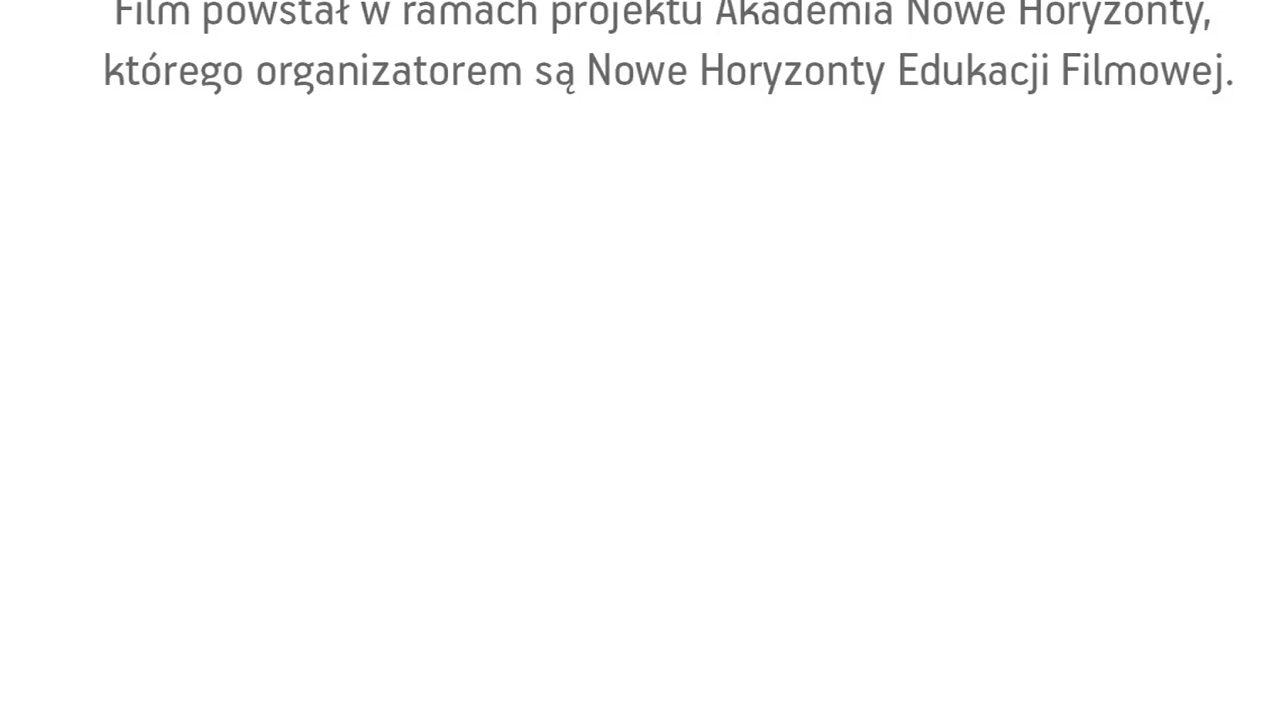 Film powstał w ramach projektu Akademia Nowe Horyzonty,
którego organizatorem są Nowe Horyzonty Edukacji Filmowej.